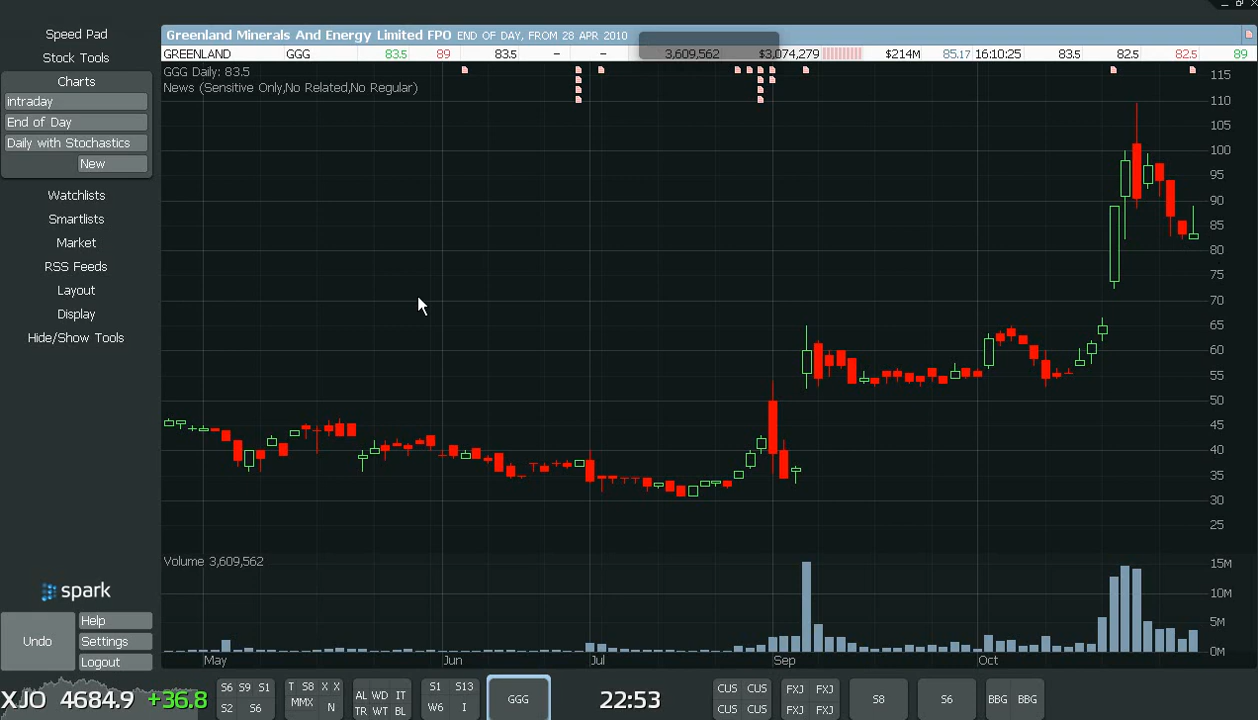 Speed Pad
Stock Tools
Charts
intraday
End of Day
Daily with Stochastics
New
Watchlists
Smartlists
Market
RSS Feeds
Layout
Display
Hide/Show Tools
spark
Undo
Help
Settings
Logout
Greenland Minerals And Energy Limited FPO END OF DAY, FROM 28 APR 2010
GREENLAND GGG 83.5 89 83.5 – – 3,609,562 $3,074,279 $214M 85.17 16:10:25 83.5 82.5 82.5 89
GGG Daily: 83.5
News (Sensitive Only,No Related,No Regular)
115
110
105
100
95
90
85
80
75
70
65
60
55
50
45
40
35
30
25
Volume 3,609,562
15M
10M
5M
0M
May Jun Jul Sep Oct
XJO 4684.9 +36.8
S6 S9 S1
S2 S6
T S8 X X
MMX N
AL WD IT
TR WT BL
S1 S13
W6 I
GGG
22:53
CUS CUS
CUS CUS
FXJ FXJ
FXJ FXJ
S8
S6
BBG BBG